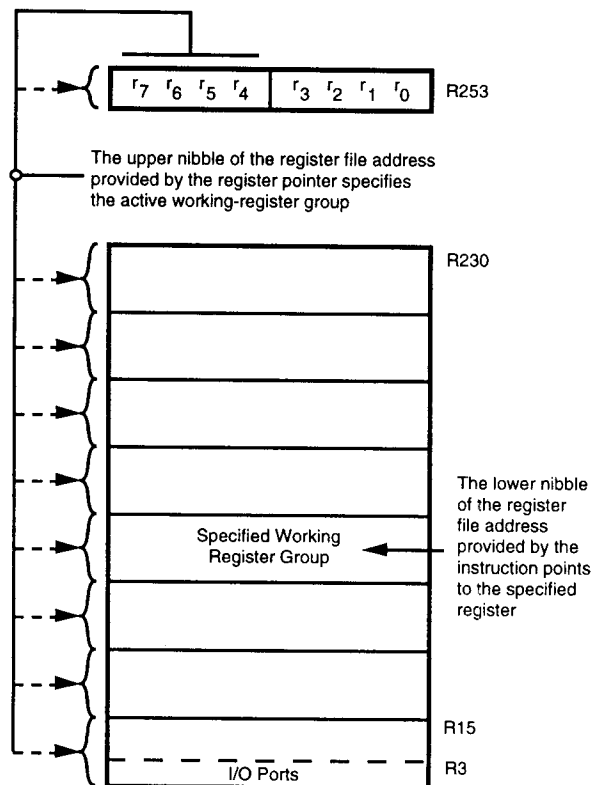 r7 r6 r5 r4 r3 r2 r1 r0 R253
The upper nibble of the register file address
provided by the register pointer specifies
the active working-register group
R230
The lower nibble
of the register
file address
provided by the
instruction points
to the specified
register
Specified Working
Register Group
R15
R3
I/O Ports